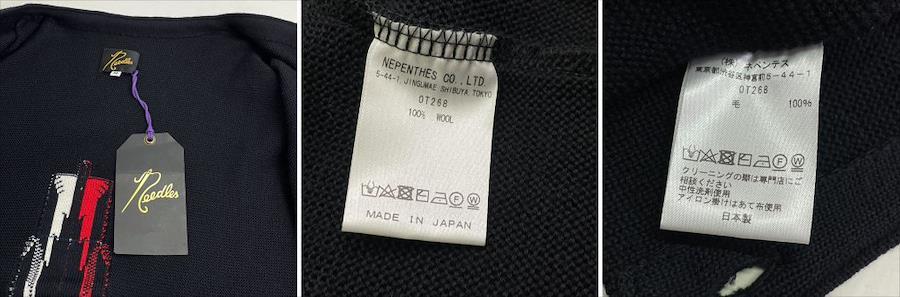 Needles
Needles
NEPENTHES CO.,LTD.
5-44-1, JINGUMAE SHIBUYA, TOKYO
OT268
100% WOOL
MADE IN JAPAN
(株) ネペンテス
東京都渋谷区神宮前5-44-1
OT268
毛 100%
クリーニングの際は専門店にご
相談ください
中性洗剤使用
アイロン掛けはあて布使用
日本製